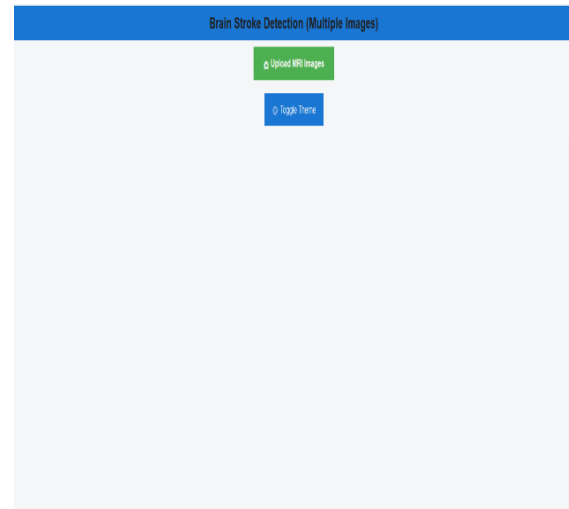 Brain Stroke Detection (Multiple Images)
Upload MRI Images
Toggle Theme